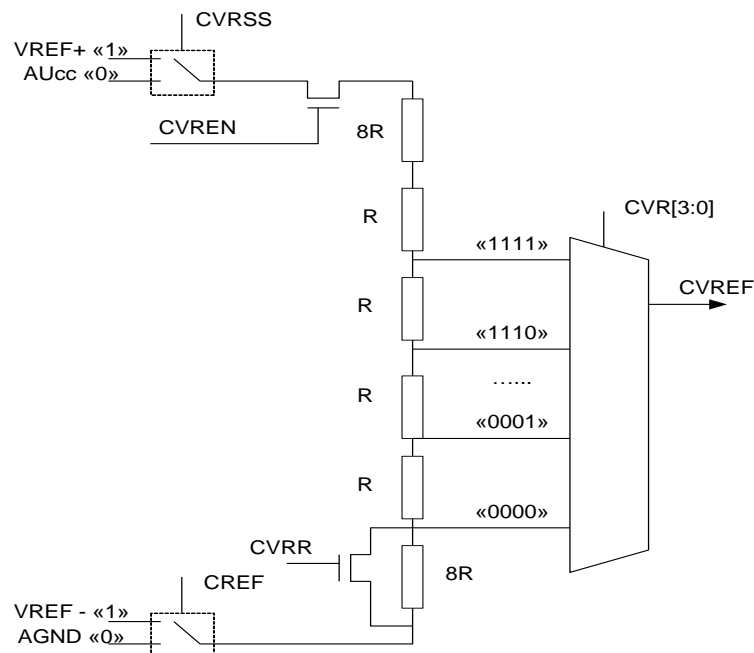 CVRSS
VREF+ «1»
AUcc «0»
CVREN
8R
R
CVR[3:0]
«1111»
CVREF
R
«1110»
…...
R
«0001»
R
«0000»
CVRR
8R
CREF
VREF - «1»
AGND «0»